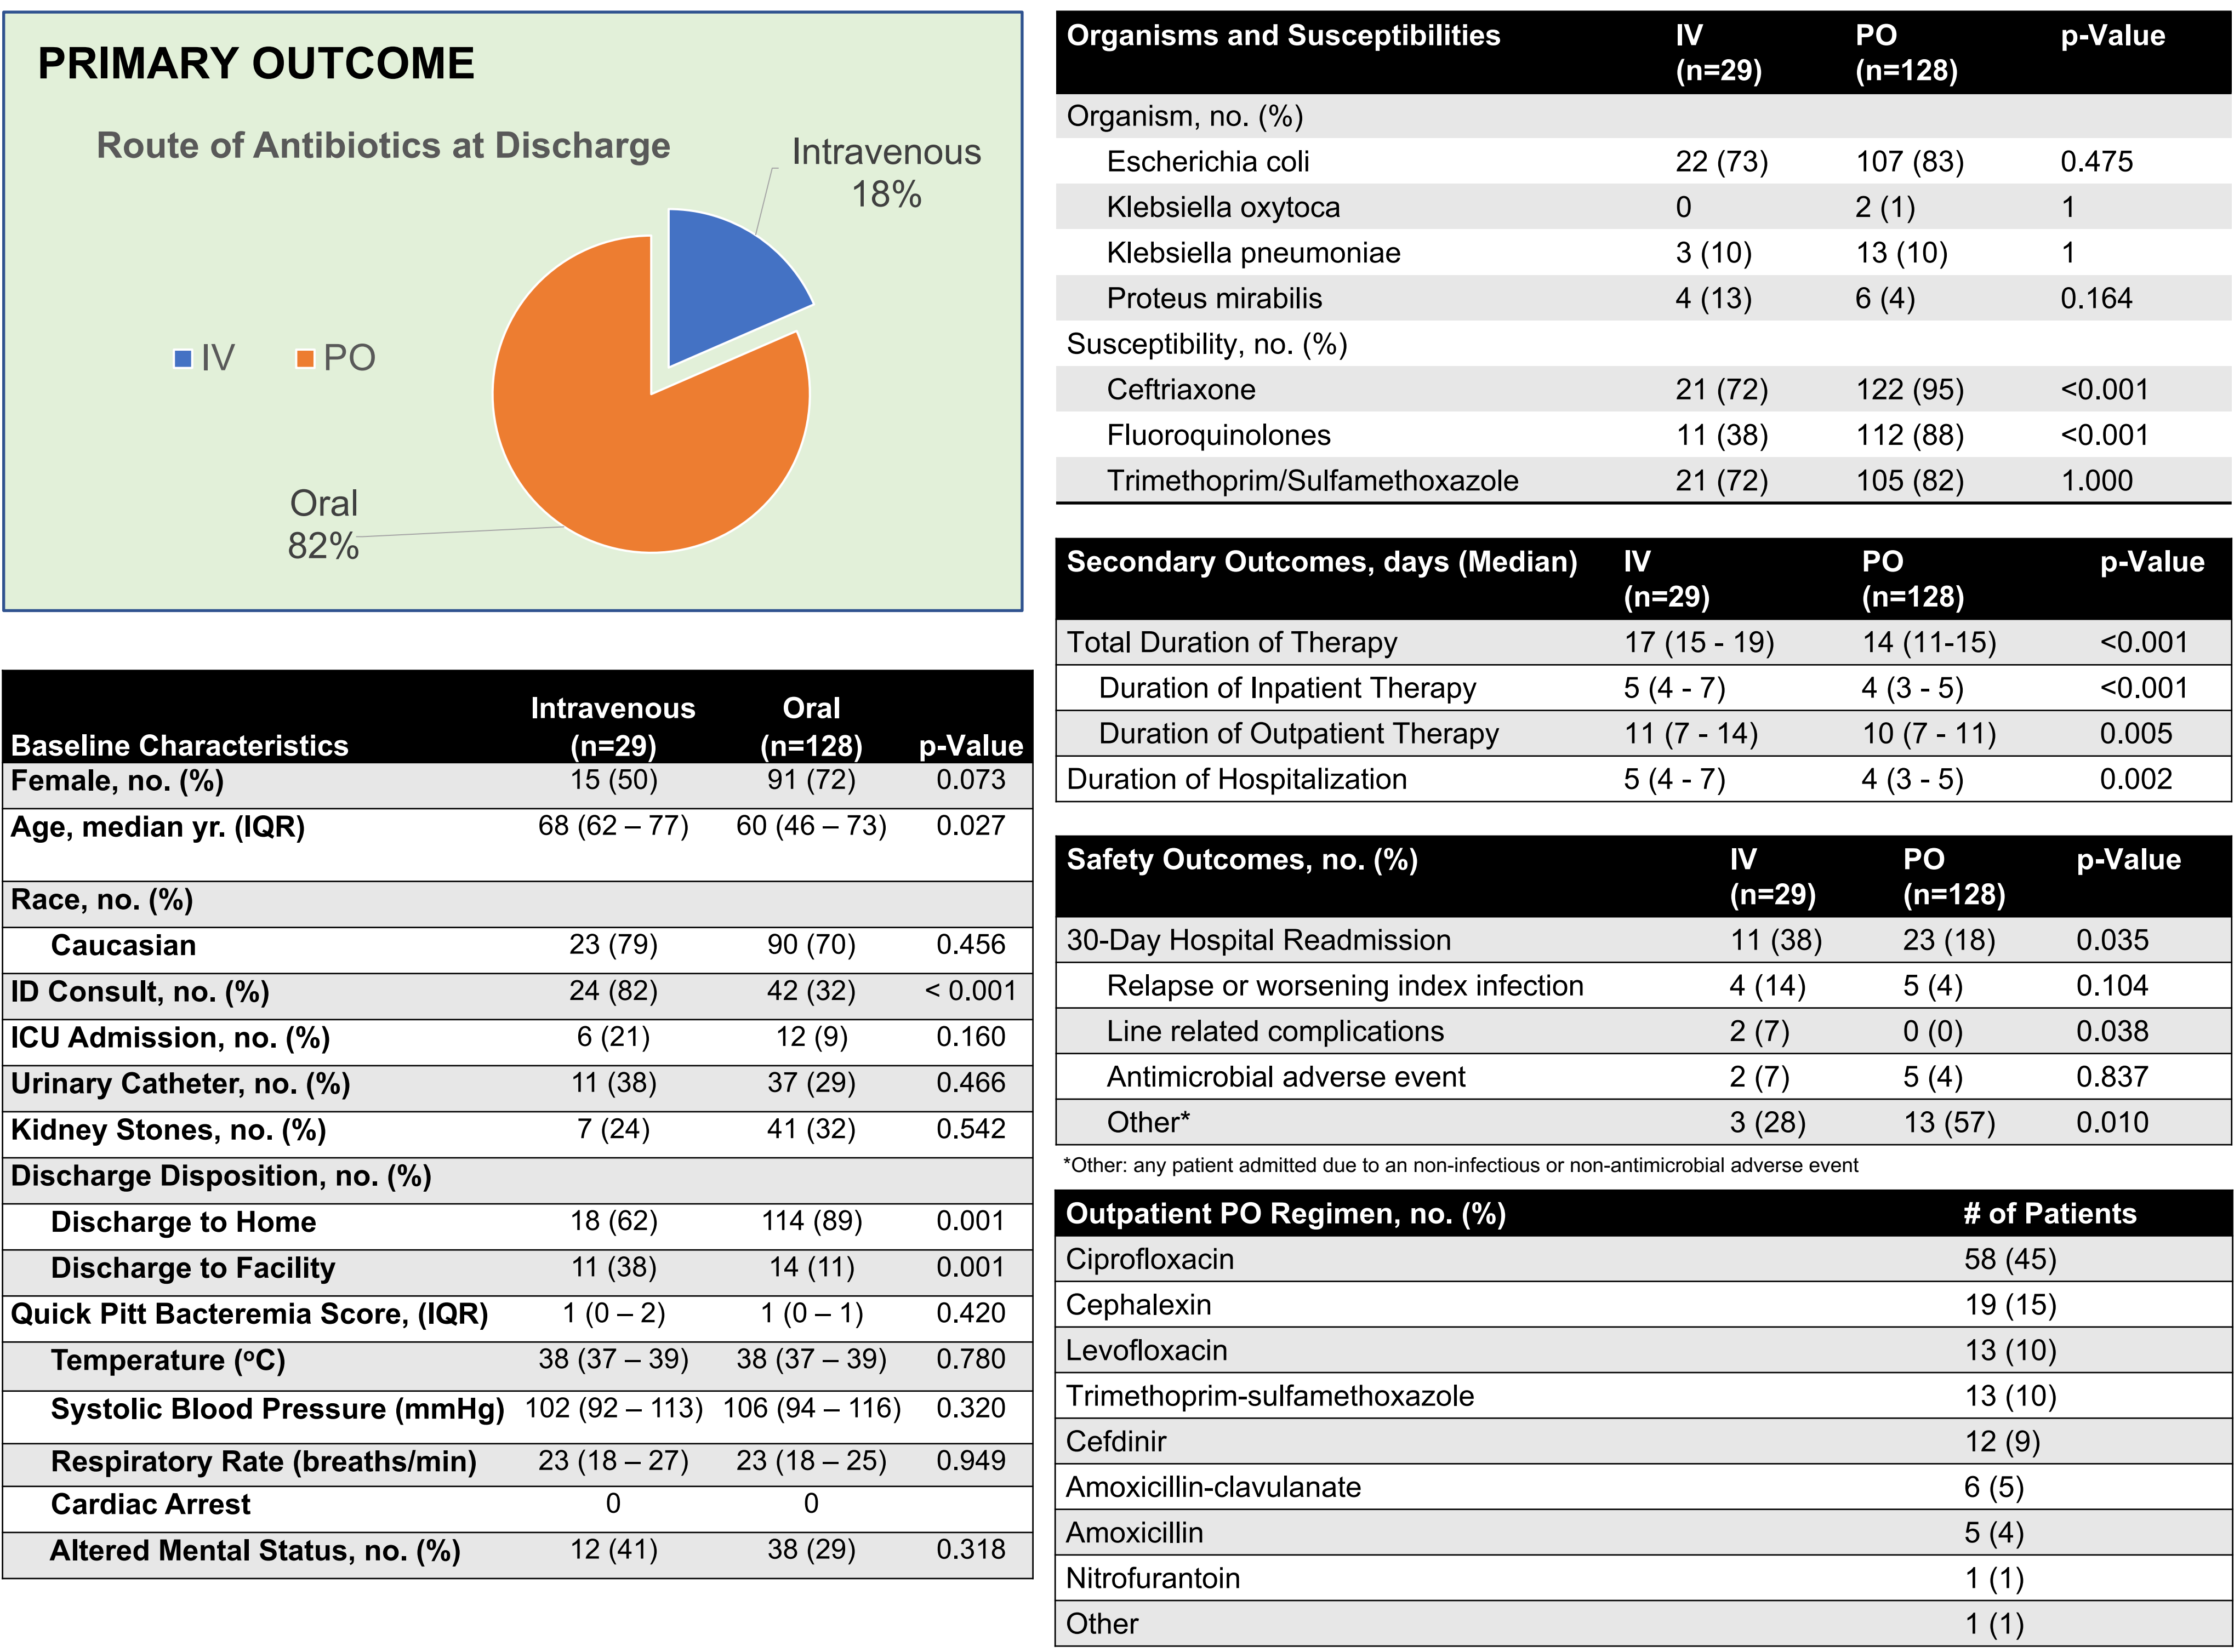 PRIMARY OUTCOME
Route of Antibiotics at Discharge
Intravenous
18%
IV PO
Oral
82%
Baseline Characteristics Intravenous (n=29) Oral (n=128) p-Value
Female, no. (%) 15 (50) 91 (72) 0.073
Age, median yr. (IQR) 68 (62 – 77) 60 (46 – 73) 0.027
Race, no. (%)
Caucasian 23 (79) 90 (70) 0.456
ID Consult, no. (%) 24 (82) 42 (32) < 0.001
ICU Admission, no. (%) 6 (21) 12 (9) 0.160
Urinary Catheter, no. (%) 11 (38) 37 (29) 0.466
Kidney Stones, no. (%) 7 (24) 41 (32) 0.542
Discharge Disposition, no. (%)
Discharge to Home 18 (62) 114 (89) 0.001
Discharge to Facility 11 (38) 14 (11) 0.001
Quick Pitt Bacteremia Score, (IQR) 1 (0 – 2) 1 (0 – 1) 0.420
Temperature (ºC) 38 (37 – 39) 38 (37 – 39) 0.780
Systolic Blood Pressure (mmHg) 102 (92 – 113) 106 (94 – 116) 0.320
Respiratory Rate (breaths/min) 23 (18 – 27) 23 (18 – 25) 0.949
Cardiac Arrest 0 0
Altered Mental Status, no. (%) 12 (41) 38 (29) 0.318
Organisms and Susceptibilities IV (n=29) PO (n=128) p-Value
Organism, no. (%)
Escherichia coli 22 (73) 107 (83) 0.475
Klebsiella oxytoca 0 2 (1) 1
Klebsiella pneumoniae 3 (10) 13 (10) 1
Proteus mirabilis 4 (13) 6 (4) 0.164
Susceptibility, no. (%)
Ceftriaxone 21 (72) 122 (95) <0.001
Fluoroquinolones 11 (38) 112 (88) <0.001
Trimethoprim/Sulfamethoxazole 21 (72) 105 (82) 1.000
Secondary Outcomes, days (Median) IV (n=29) PO (n=128) p-Value
Total Duration of Therapy 17 (15 - 19) 14 (11-15) <0.001
Duration of Inpatient Therapy 5 (4 - 7) 4 (3 - 5) <0.001
Duration of Outpatient Therapy 11 (7 - 14) 10 (7 - 11) 0.005
Duration of Hospitalization 5 (4 - 7) 4 (3 - 5) 0.002
Safety Outcomes, no. (%) IV (n=29) PO (n=128) p-Value
30-Day Hospital Readmission 11 (38) 23 (18) 0.035
Relapse or worsening index infection 4 (14) 5 (4) 0.104
Line related complications 2 (7) 0 (0) 0.038
Antimicrobial adverse event 2 (7) 5 (4) 0.837
Other* 3 (28) 13 (57) 0.010
*Other: any patient admitted due to an non-infectious or non-antimicrobial adverse event
Outpatient PO Regimen, no. (%) # of Patients
Ciprofloxacin 58 (45)
Cephalexin 19 (15)
Levofloxacin 13 (10)
Trimethoprim-sulfamethoxazole 13 (10)
Cefdinir 12 (9)
Amoxicillin-clavulanate 6 (5)
Amoxicillin 5 (4)
Nitrofurantoin 1 (1)
Other 1 (1)